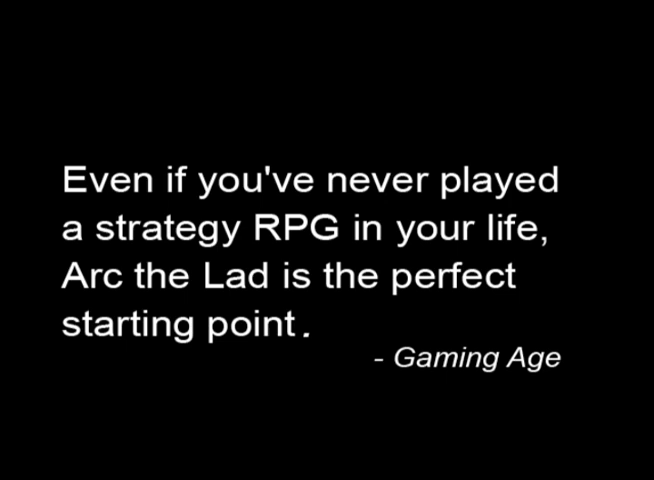 Even if you've never played
a strategy RPG in your life,
Arc the Lad is the perfect
starting point.
- Gaming Age